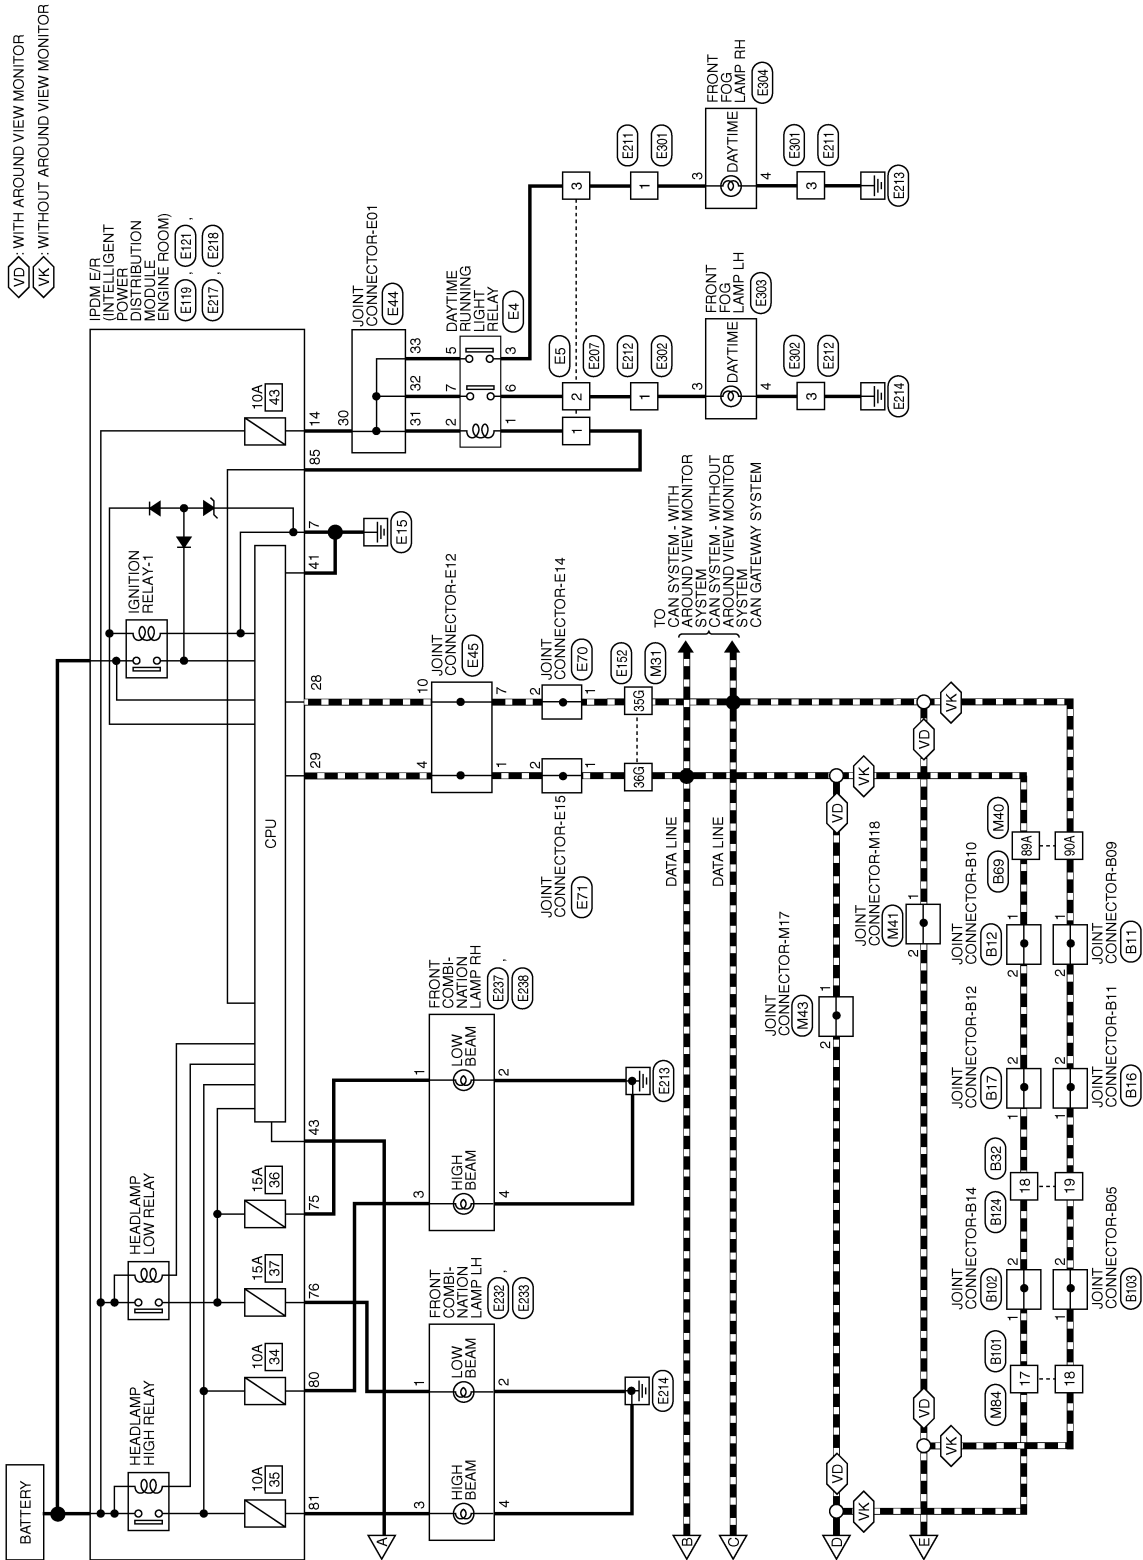 VD : WITH AROUND VIEW MONITOR
VK : WITHOUT AROUND VIEW MONITOR
BATTERY
IPDM E/R
(INTELLIGENT
POWER
DISTRIBUTION
MODULE
ENGINE ROOM)
E119 , E121 ,
E217 , E218
HEADLAMP
HIGH RELAY
HEADLAMP
LOW RELAY
IGNITION
RELAY-1
CPU
10A
35
10A
34
15A
37
15A
36
10A
43
81
80
76
75
43
29
28
41
7
85
14
JOINT
CONNECTOR-E01
E44
30
31
32
33
DAYTIME
RUNNING
LIGHT
RELAY
E4
2
7
5
1
6
3
E5
E207
1
2
3
E212
E302
1
E211
E301
1
FRONT
FOG
LAMP LH
E303
3
DAYTIME
4
E302
E212
3
E214
FRONT
FOG
LAMP RH
E304
3
DAYTIME
4
E301
E211
3
E213
E15
JOINT
CONNECTOR-E12
E45
4
10
1
7
JOINT
CONNECTOR-E14
E70
2
1
JOINT
CONNECTOR-E15
E71
2
1
E152
M31
36G
35G
TO
CAN SYSTEM - WITH
AROUND VIEW MONITOR
SYSTEM
CAN SYSTEM - WITHOUT
AROUND VIEW MONITOR
SYSTEM
CAN GATEWAY SYSTEM
FRONT
COMBI-
NATION
LAMP LH
E232 ,
E233
3
1
HIGH
BEAM
LOW
BEAM
4
2
E214
FRONT
COMBI-
NATION
LAMP RH
E237 ,
E238
3
1
HIGH
BEAM
LOW
BEAM
4
2
E213
A
B
C
D
E
DATA LINE
DATA LINE
VD
VK
VD
VK
JOINT
CONNECTOR-M17
M43
2
1
JOINT
CONNECTOR-M18
M41
2
1
VD
VK
VD
VK
M84
B101
17
18
JOINT
CONNECTOR-B14
B102
1
2
JOINT
CONNECTOR-B05
B103
1
2
B124
B32
18
19
JOINT
CONNECTOR-B12
B17
1
2
JOINT
CONNECTOR-B11
B16
1
2
JOINT
CONNECTOR-B10
B12
2
1
JOINT
CONNECTOR-B09
B11
2
1
B69
M40
89A
90A